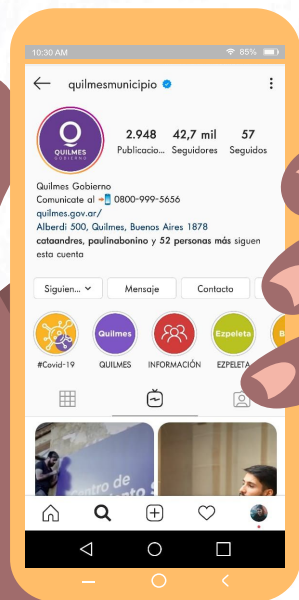 10:30 AM
85%
quilmesmunicipio
QUILMES
GOBIERNO
2.948 42,7 mil 57
Publicacio... Seguidores Seguidos
Quilmes Gobierno
Comunicate al 0800-999-5656
quilmes.gov.ar/
Alberdi 500, Quilmes, Buenos Aires 1878
cataandres, paulinabonino y 52 personas más siguen
esta cuenta
Siguien... Mensaje Contacto
Quilmes
Ezpeleta
B
#Covid-19 QUILMES INFORMACIÓN EZPELETA
ntro de